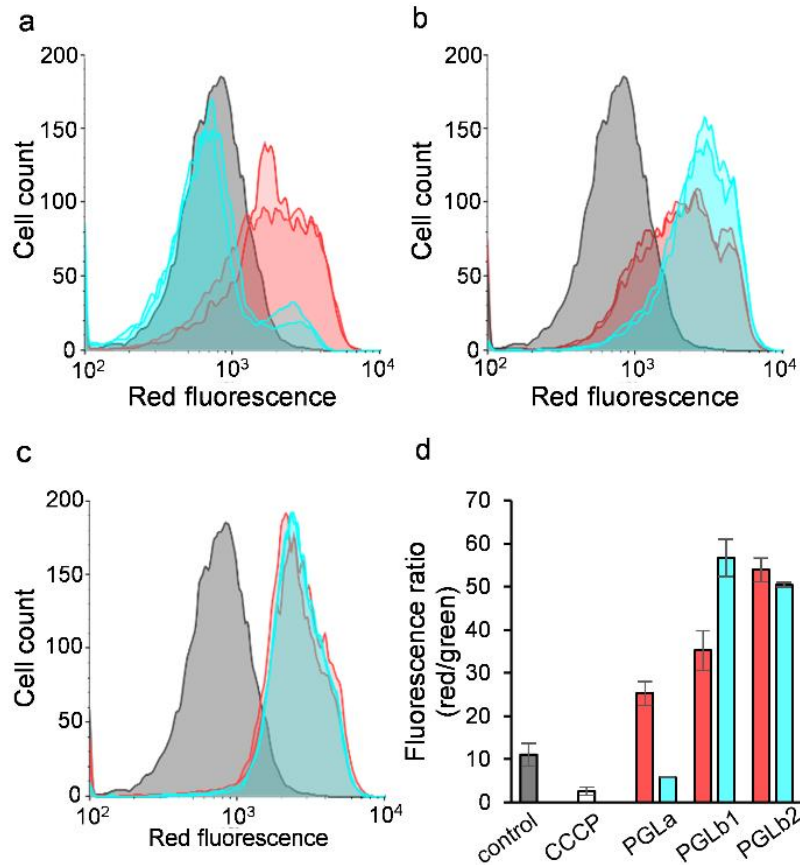 a
200
150
100
50
0
Cell count
10² 10³ 10⁴
Red fluorescence
b
200
150
100
50
0
Cell count
10² 10³ 10⁴
Red fluorescence
c
200
150
100
50
0
Cell count
10² 10³ 10⁴
Red fluorescence
d
70
60
50
40
30
20
10
0
Fluorescence ratio
(red/green)
control CCCP PGLa PGLb1 PGLb2